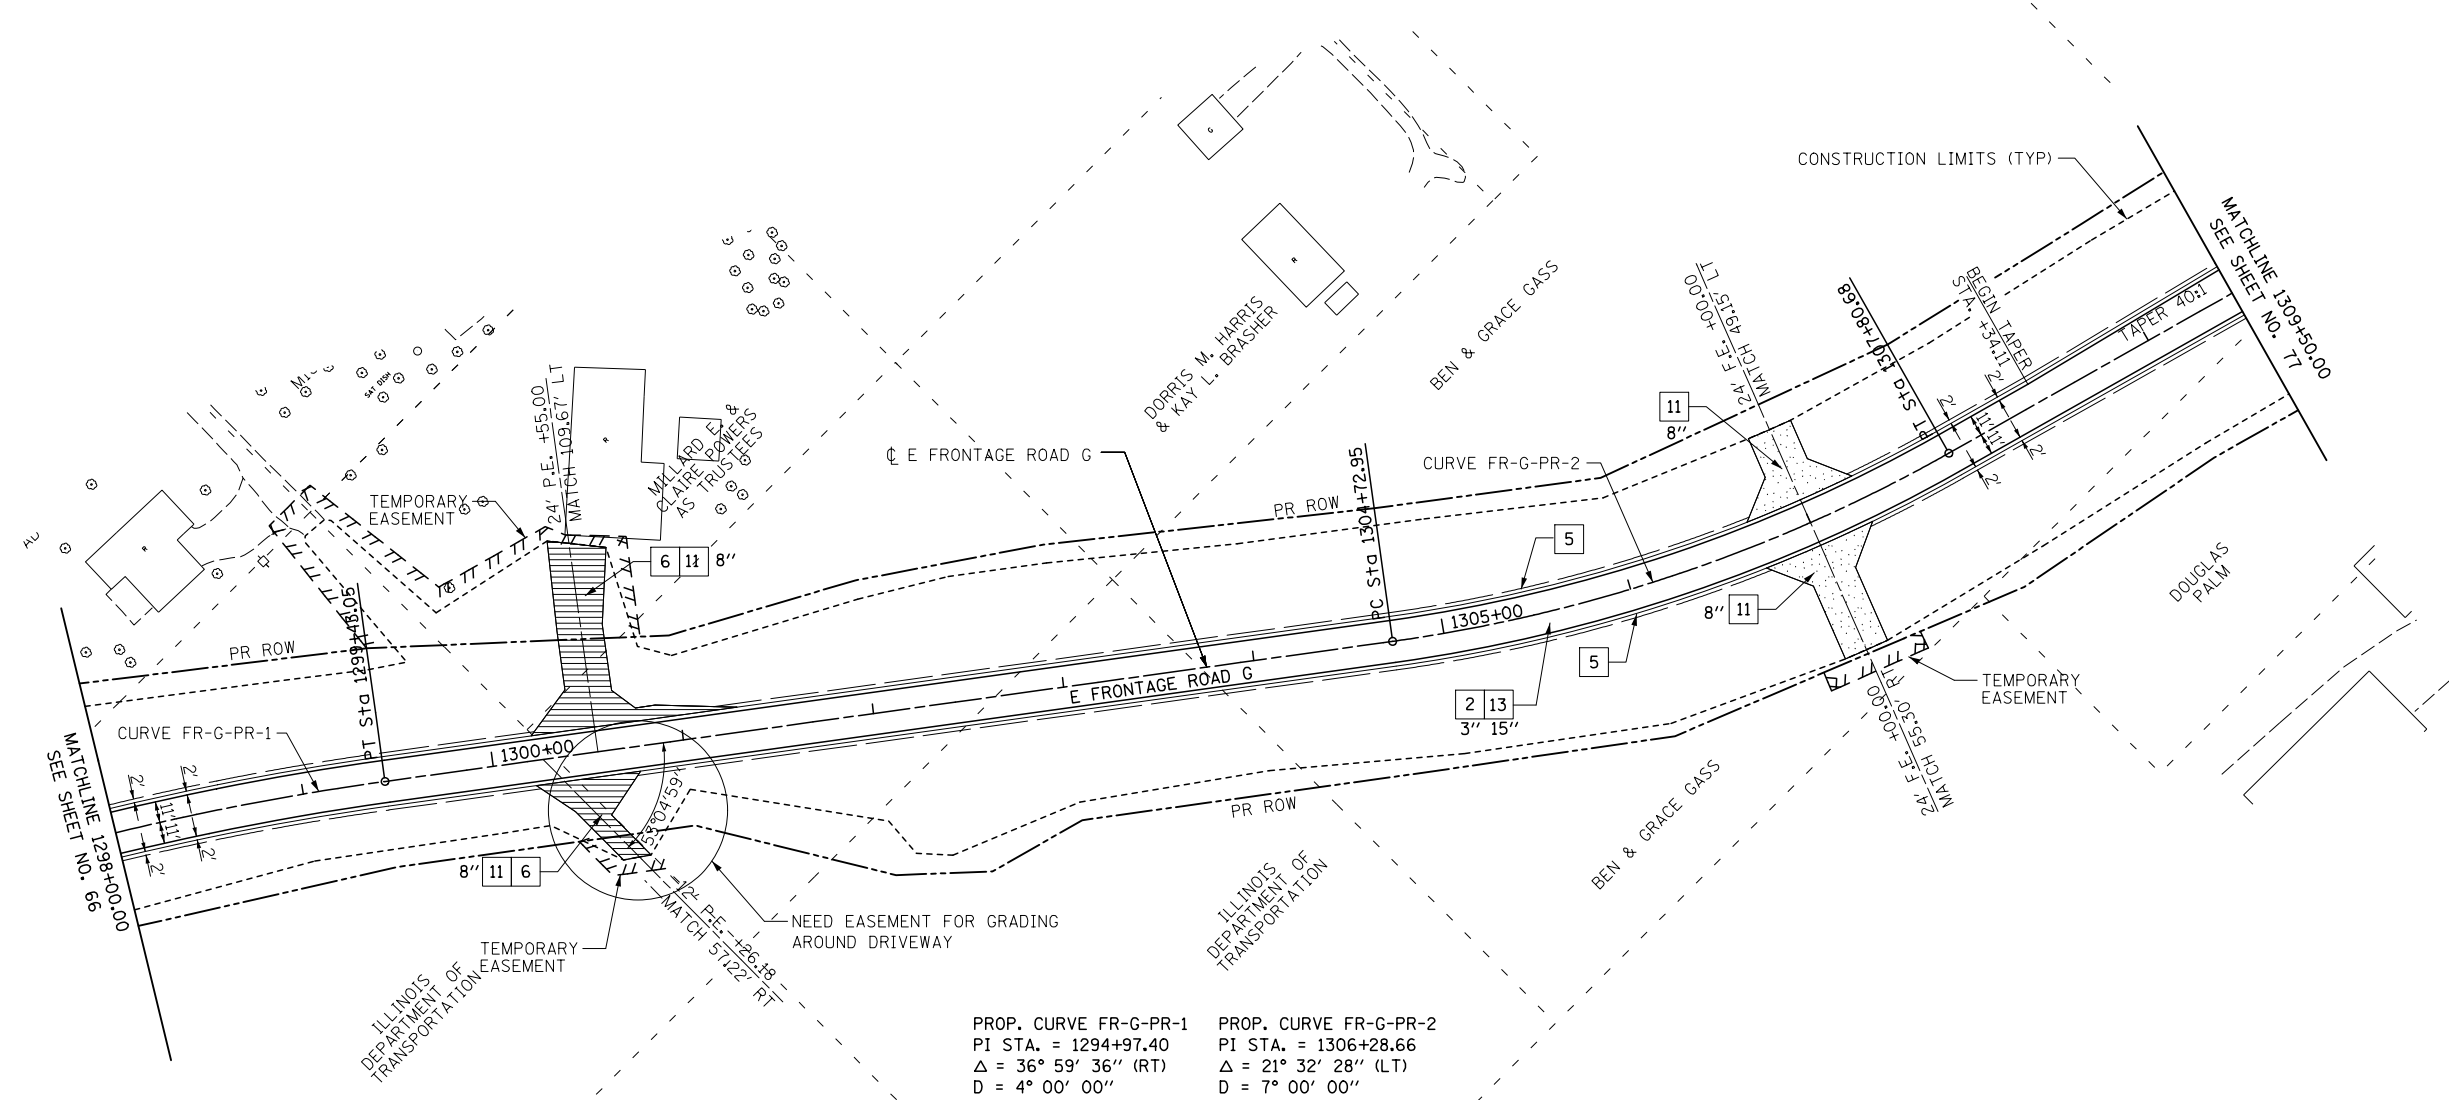 CONSTRUCTION LIMITS (TYP)
MATCHLINE 1309+50.00
SEE SHEET NO. 77
G
R
BEN & GRACE GASS
DORRIS M. HARRIS
& KAY L. BRASHER
24' F.E. +00.00
MATCH 49.15' LT
PT Sta 1307+80.68
BEGIN TAPER
STA. +34.11
TAPER 40:1
2'
2'
11'
11'
2'
2'
SAT DISH
24' P.E. +55.00
MATCH 109.67' LT
R
MILLARD E. &
CLAIRE POWERS
AS TRUSTEES
TEMPORARY
EASEMENT
R
6 11 8''
℄ E FRONTAGE ROAD G
PR ROW
PC Sta 1304+72.95
CURVE FR-G-PR-2
11
8''
5
8'' 11
5
2 13
3'' 15''
1305+00
E FRONTAGE ROAD G
DOUGLAS
PALM
TEMPORARY
EASEMENT
24' F.E. +00.00
MATCH 55.30' RT
PR ROW
PT Sta 1299+43.05
CURVE FR-G-PR-1
1300+00
MATCHLINE 1298+00.00
SEE SHEET NO. 66
2'
2'
11'
11'
2'
2'
53°04'59''
8'' 11 6
PR ROW
BEN & GRACE GASS
12' P.E. +26.18
MATCH 57.22' RT
NEED EASEMENT FOR GRADING
AROUND DRIVEWAY
TEMPORARY
EASEMENT
ILLINOIS
DEPARTMENT OF
TRANSPORTATION
ILLINOIS
DEPARTMENT OF
TRANSPORTATION
PROP. CURVE FR-G-PR-1
PI STA. = 1294+97.40
Δ = 36° 59' 36'' (RT)
D = 4° 00' 00''
PROP. CURVE FR-G-PR-2
PI STA. = 1306+28.66
Δ = 21° 32' 28'' (LT)
D = 7° 00' 00''